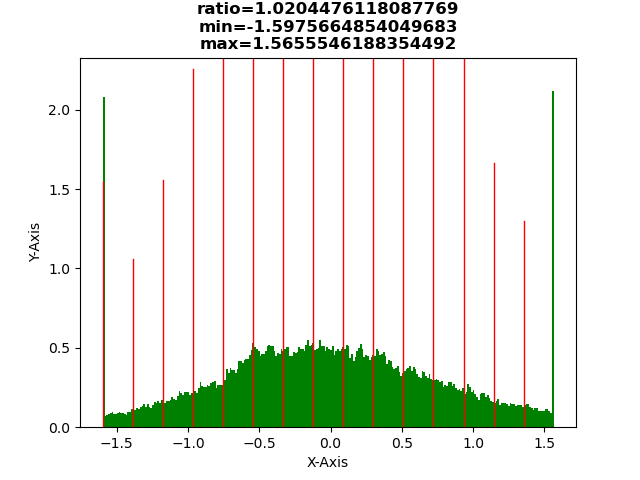 ratio=1.0204476118087769
min=-1.5975664854049683
max=1.5655546188354492
2.0
1.5
1.0
0.5
0.0
Y-Axis
−1.5 −1.0 −0.5 0.0 0.5 1.0 1.5
X-Axis